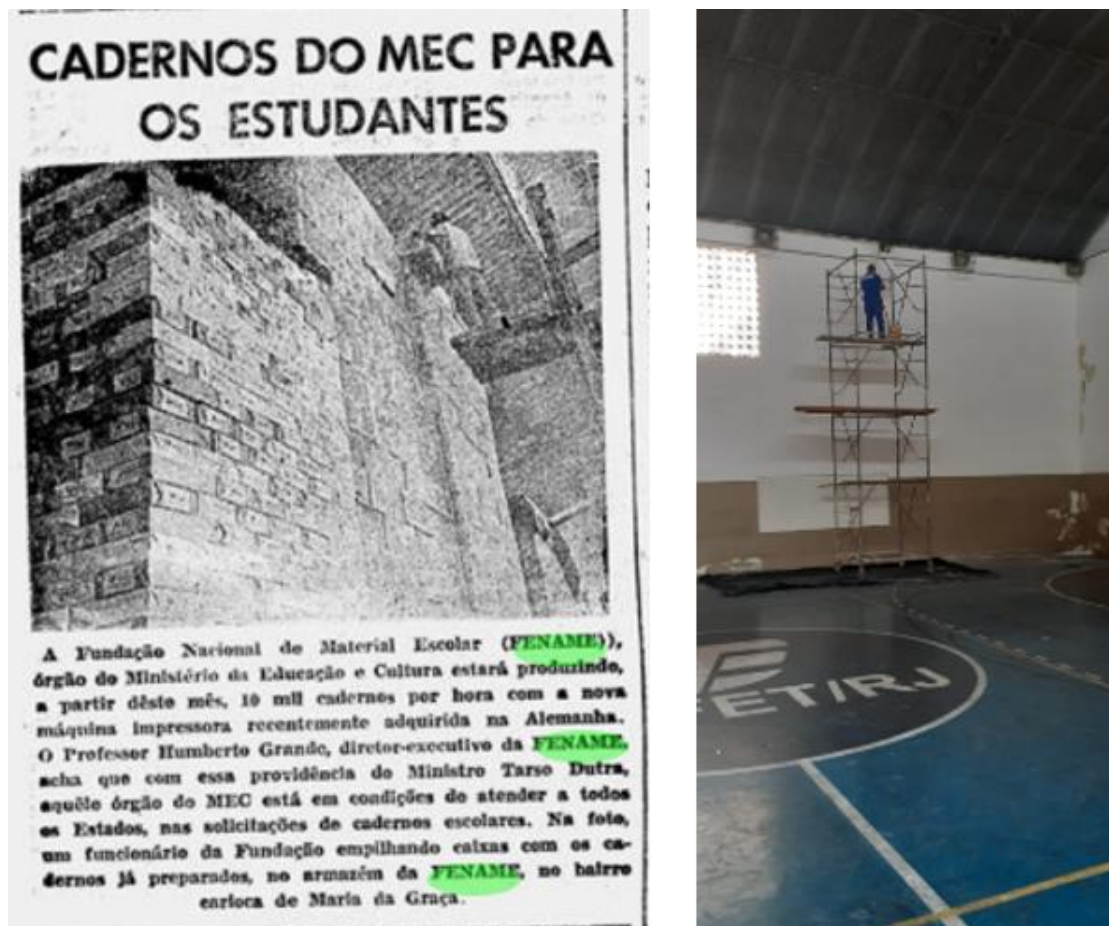 CADERNOS DO MEC PARA
OS ESTUDANTES
A Fundação Nacional de Material Escolar (FENAME)),
órgão do Ministério da Educação e Cultura estará produzindo,
a partir dêste mês, 10 mil cadernos por hora com a nova
máquina impressora recentemente adquirida na Alemanha.
O Professor Humberto Grande, diretor-executivo da FENAME,
acha que com essa providência do Ministro Tarso Dutra,
aquêle órgão do MEC está em condições de atender a todos
os Estados, nas solicitações de cadernos escolares. Na foto,
um funcionário da Fundação empilhando caixas com os ca-
dernos já preparados, no armazém da FENAME, no bairro
carioca de Maria da Graça.
FET/RJ